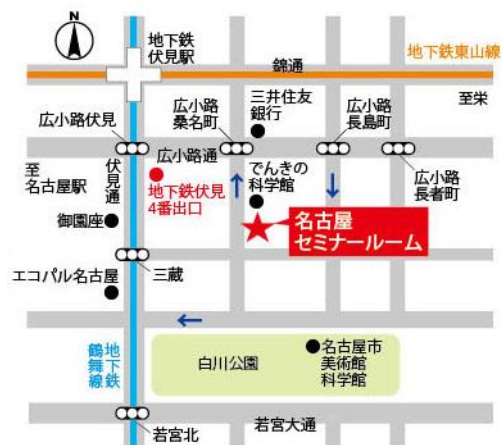 N
地下鉄
伏見駅
地下鉄東山線
錦通
至栄
広小路伏見
広小路
桑名町
三井住友
銀行
広小路
長島町
広小路通
至
名古屋駅
伏見通
地下鉄伏見
4番出口
でんきの
科学館
広小路
長者町
御園座
名古屋
セミナールーム
三蔵
エコパル名古屋
地下鉄
鶴舞線
白川公園
名古屋市
美術館
科学館
若宮大通
若宮北